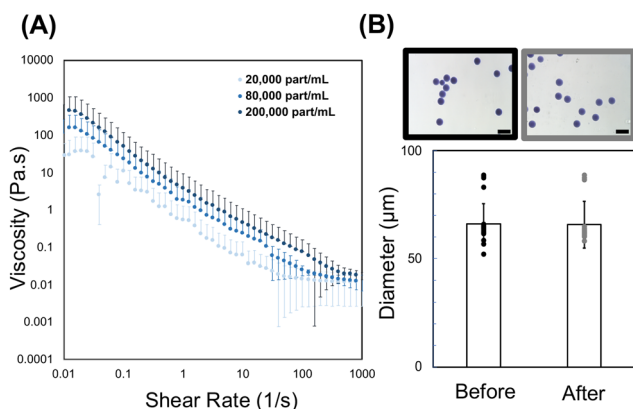 (A)
Viscosity (Pa.s)
10000
1000
100
10
1
0.1
0.01
0.001
0.0001
20,000 part/mL
80,000 part/mL
200,000 part/mL
0.01
0.1
1
10
100
1000
Shear Rate (1/s)
(B)
Diameter (µm)
100
50
0
Before
After